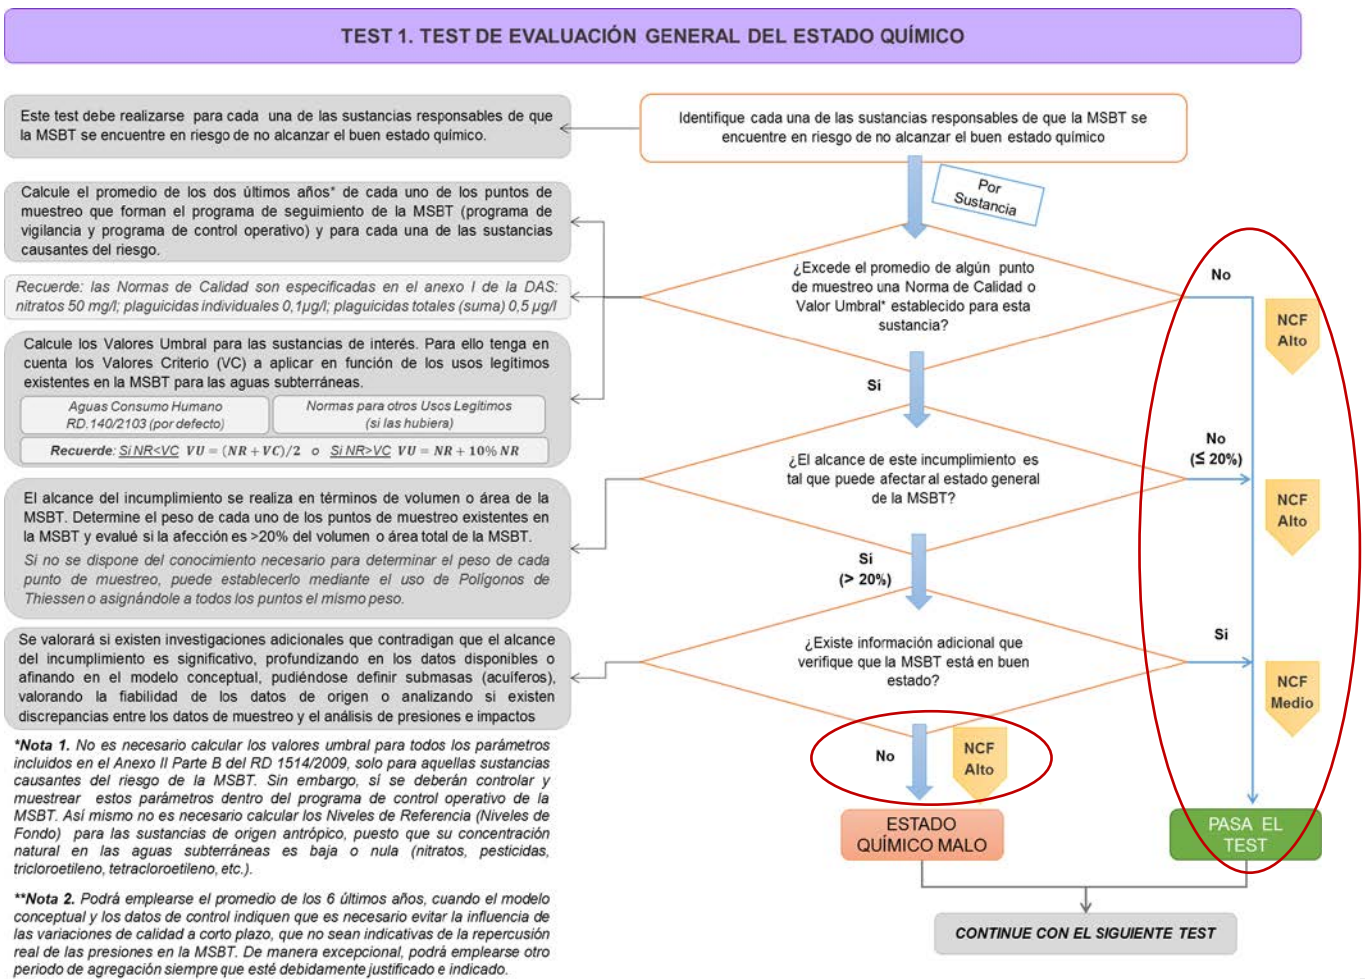 TEST 1. TEST DE EVALUACIÓN GENERAL DEL ESTADO QUÍMICO
Este test debe realizarse para cada una de las sustancias responsables de que
la MSBT se encuentre en riesgo de no alcanzar el buen estado químico.
Identifique cada una de las sustancias responsables de que la MSBT se
encuentre en riesgo de no alcanzar el buen estado químico
Por
Sustancia
Calcule el promedio de los dos últimos años* de cada uno de los puntos de
muestreo que forman el programa de seguimiento de la MSBT (programa de
vigilancia y programa de control operativo) y para cada una de las sustancias
causantes del riesgo.
Recuerde: las Normas de Calidad son especificadas en el anexo I de la DAS:
nitratos 50 mg/l; plaguicidas individuales 0,1µg/l; plaguicidas totales (suma) 0,5 µg/l
Calcule los Valores Umbral para las sustancias de interés. Para ello tenga en
cuenta los Valores Criterio (VC) a aplicar en función de los usos legítimos
existentes en la MSBT para las aguas subterráneas.
Aguas Consumo Humano
RD.140/2103 (por defecto)
Normas para otros Usos Legítimos
(si las hubiera)
Recuerde: Si NR<VC VU = (NR + VC)/2 o Si NR>VC VU = NR + 10% NR
¿Excede el promedio de algún punto
de muestreo una Norma de Calidad o
Valor Umbral* establecido para esta
sustancia?
No
NCF
Alto
Sí
El alcance del incumplimiento se realiza en términos de volumen o área de la
MSBT. Determine el peso de cada uno de los puntos de muestreo existentes en
la MSBT y evalué si la afección es >20% del volumen o área total de la MSBT.
Si no se dispone del conocimiento necesario para determinar el peso de cada
punto de muestreo, puede establecerlo mediante el uso de Polígonos de
Thiessen o asignándole a todos los puntos el mismo peso.
¿El alcance de este incumplimiento es
tal que puede afectar al estado general
de la MSBT?
No
(≤ 20%)
NCF
Alto
Sí
(> 20%)
Se valorará si existen investigaciones adicionales que contradigan que el alcance
del incumplimiento es significativo, profundizando en los datos disponibles o
afinando en el modelo conceptual, pudiéndose definir submasas (acuíferos),
valorando la fiabilidad de los datos de origen o analizando si existen
discrepancias entre los datos de muestreo y el análisis de presiones e impactos
¿Existe información adicional que
verifique que la MSBT está en buen
estado?
Si
NCF
Medio
No
NCF
Alto
ESTADO
QUÍMICO MALO
PASA EL
TEST
CONTINUE CON EL SIGUIENTE TEST
*Nota 1. No es necesario calcular los valores umbral para todos los parámetros
incluidos en el Anexo II Parte B del RD 1514/2009, solo para aquellas sustancias
causantes del riesgo de la MSBT. Sin embargo, sí se deberán controlar y
muestrear estos parámetros dentro del programa de control operativo de la
MSBT. Así mismo no es necesario calcular los Niveles de Referencia (Niveles de
Fondo) para las sustancias de origen antrópico, puesto que su concentración
natural en las aguas subterráneas es baja o nula (nitratos, pesticidas,
tricloroetileno, tetracloroetileno, etc.).
**Nota 2. Podrá emplearse el promedio de los 6 últimos años, cuando el modelo
conceptual y los datos de control indiquen que es necesario evitar la influencia de
las variaciones de calidad a corto plazo, que no sean indicativas de la repercusión
real de las presiones en la MSBT. De manera excepcional, podrá emplearse otro
periodo de agregación siempre que esté debidamente justificado e indicado.